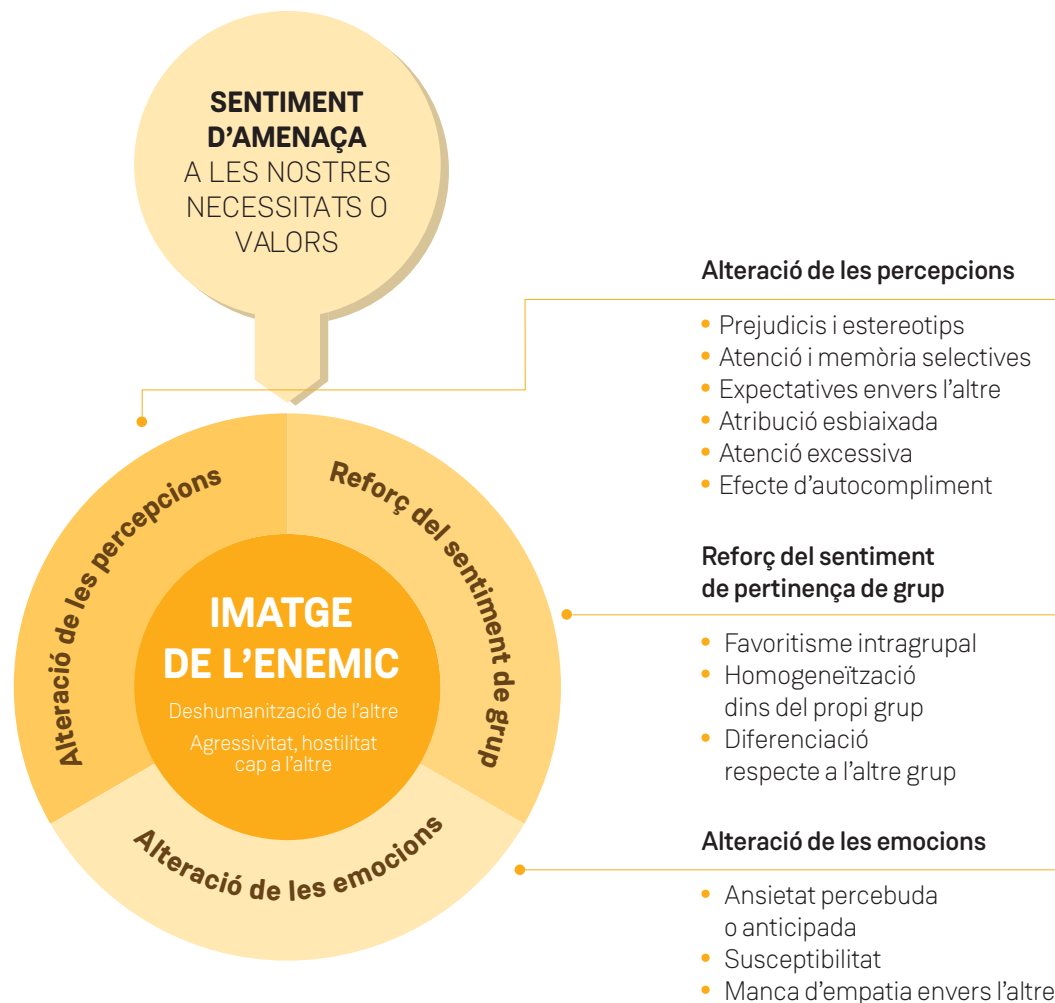 SENTIMENT
D'AMENAÇA
A LES NOSTRES
NECESSITATS O
VALORS
Alteració de les percepcions
Reforç del sentiment de grup
Alteració de les emocions
IMATGE
DE L'ENEMIC
Deshumanització de l'altre
Agressivitat, hostilitat
cap a l'altre
Alteració de les percepcions
• Prejudicis i estereotips
• Atenció i memòria selectives
• Expectatives envers l'altre
• Atribució esbiaixada
• Atenció excessiva
• Efecte d'autocompliment
Reforç del sentiment
de pertinença de grup
• Favoritisme intragrupal
• Homogeneïtzació
dins del propi grup
• Diferenciació
respecte a l'altre grup
Alteració de les emocions
• Ansietat percebuda
o anticipada
• Susceptibilitat
• Manca d'empatia envers l'altre